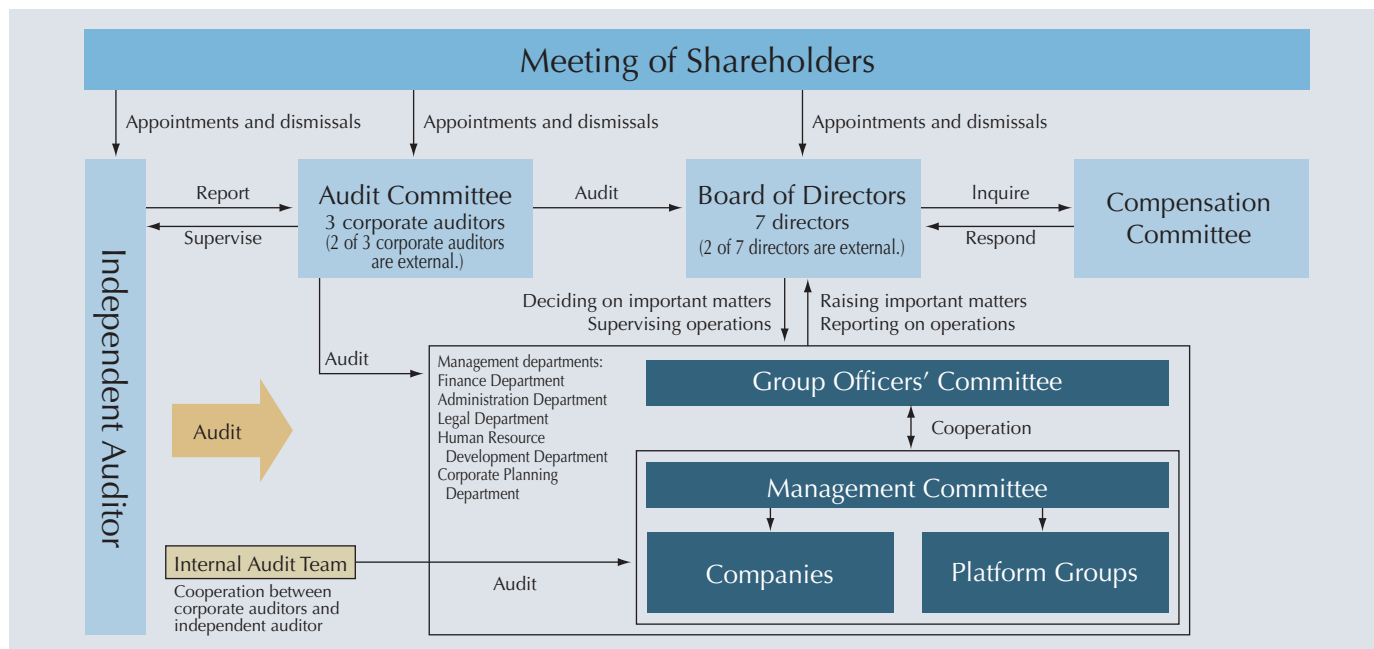 Meeting of Shareholders
Appointments and dismissals
Appointments and dismissals
Appointments and dismissals
Independent Auditor
Report
Supervise
Audit Committee
3 corporate auditors
(2 of 3 corporate auditors
are external.)
Audit
Board of Directors
7 directors
(2 of 7 directors are external.)
Inquire
Respond
Compensation
Committee
Deciding on important matters
Supervising operations
Raising important matters
Reporting on operations
Audit
Management departments:
Finance Department
Administration Department
Legal Department
Human Resource
Development Department
Corporate Planning
Department
Group Officers' Committee
Cooperation
Management Committee
Companies
Platform Groups
Audit
Internal Audit Team
Cooperation between
corporate auditors and
independent auditor
Audit